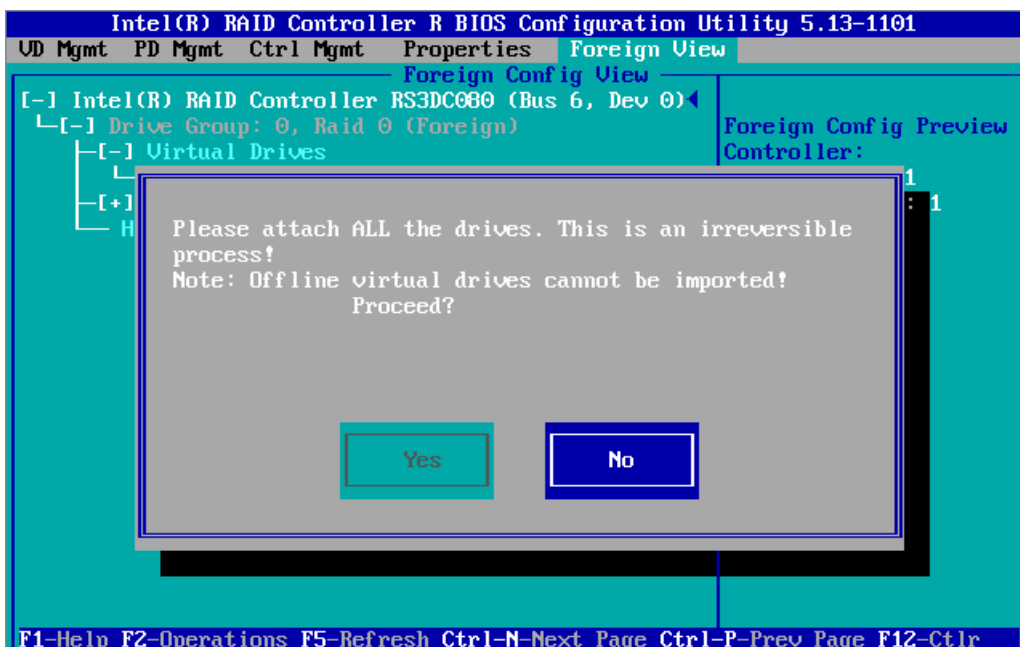 Intel(R) RAID Controller R BIOS Configuration Utility 5.13-1101
VD Mgmt PD Mgmt Ctrl Mgmt Properties Foreign View
Foreign Config View
[-] Intel(R) RAID Controller RS3DC080 (Bus 6, Dev 0)
[-] Drive Group: 0, Raid 0 (Foreign)
Foreign Config Preview
[-] Virtual Drives
Controller:
1
[+]
: 1
H
Please attach ALL the drives. This is an irreversible
process!
Note: Offline virtual drives cannot be imported!
Proceed?
Yes
No
F1-Help F2-Operations F5-Refresh Ctrl-N-Next Page Ctrl-P-Prev Page F12-Ctlr